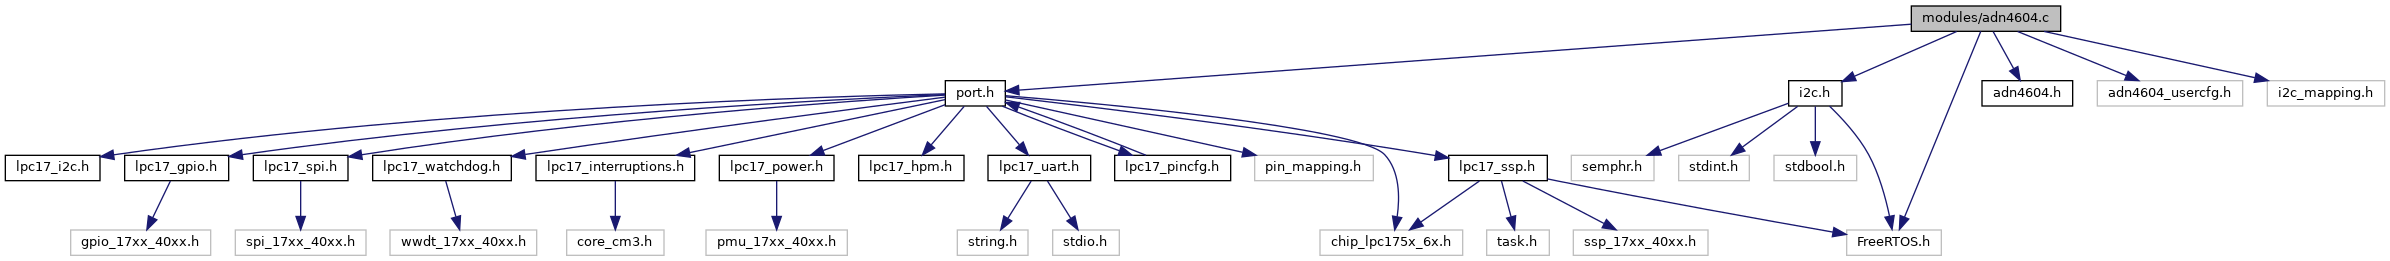 modules/adn4604.c
port.h
i2c.h
adn4604.h
adn4604_usercfg.h
i2c_mapping.h
lpc17_i2c.h
lpc17_gpio.h
lpc17_spi.h
lpc17_watchdog.h
lpc17_interruptions.h
lpc17_power.h
lpc17_hpm.h
lpc17_uart.h
lpc17_pincfg.h
pin_mapping.h
lpc17_ssp.h
semphr.h
stdint.h
stdbool.h
gpio_17xx_40xx.h
spi_17xx_40xx.h
wwdt_17xx_40xx.h
core_cm3.h
pmu_17xx_40xx.h
string.h
stdio.h
chip_lpc175x_6x.h
task.h
ssp_17xx_40xx.h
FreeRTOS.h